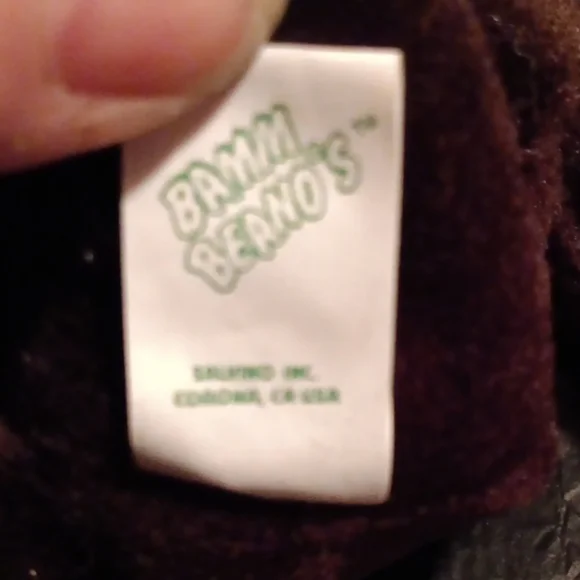 BAMM
BEANO'S™
SALVINO INC.
CORONA, CA USA